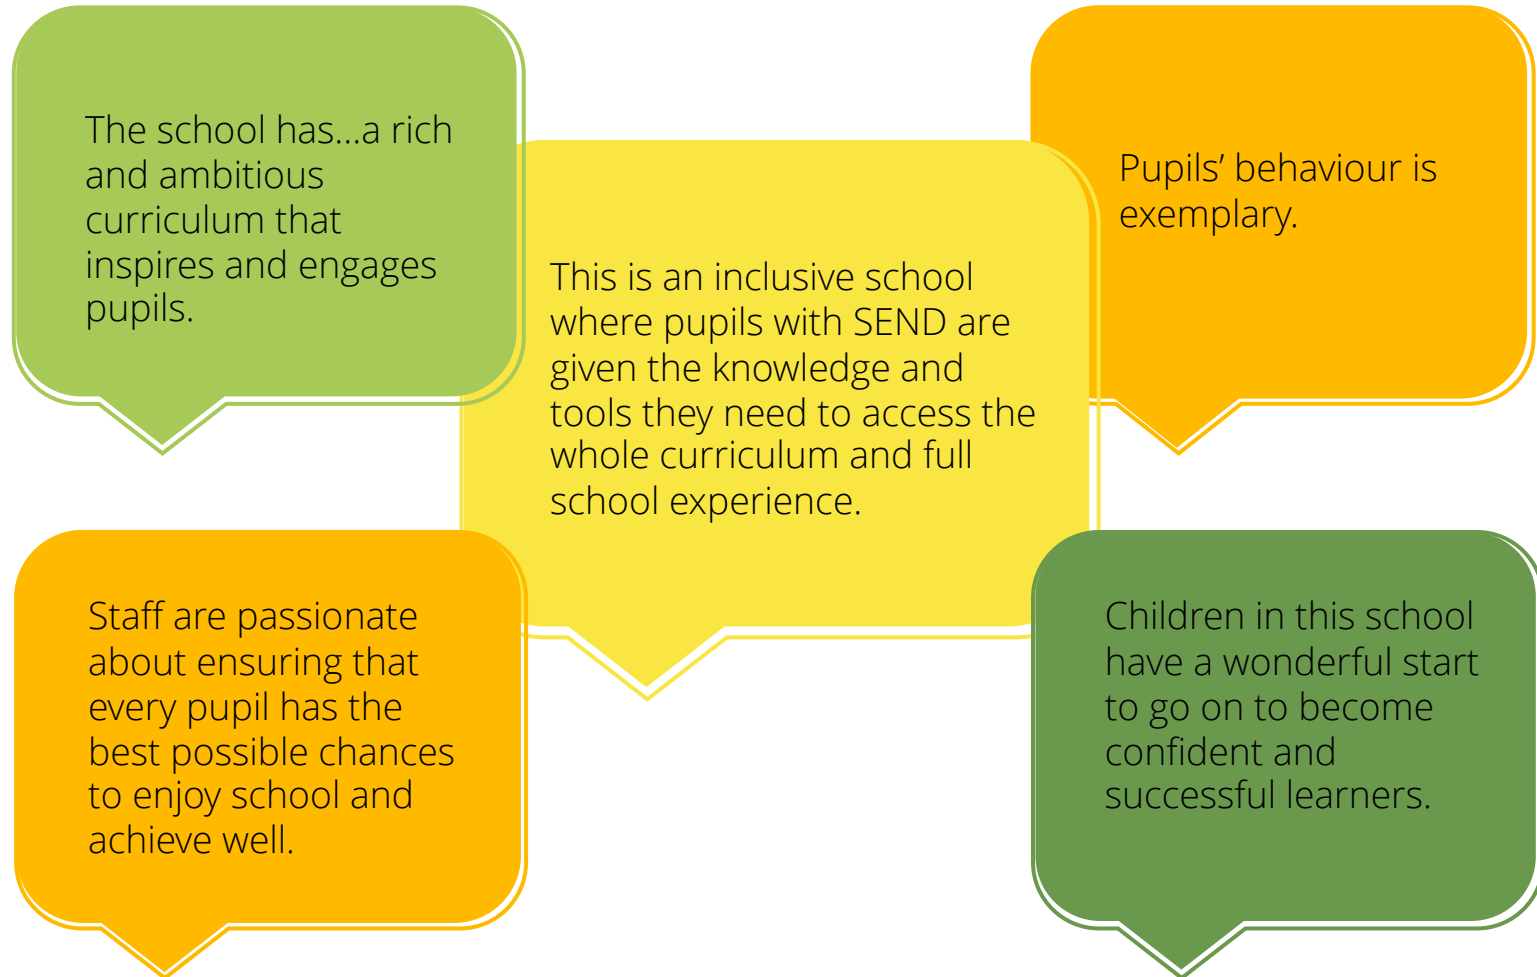 The school has...a rich
and ambitious
curriculum that
inspires and engages
pupils.
This is an inclusive school
where pupils with SEND are
given the knowledge and
tools they need to access the
whole curriculum and full
school experience.
Pupils’ behaviour is
exemplary.
Staff are passionate
about ensuring that
every pupil has the
best possible chances
to enjoy school and
achieve well.
Children in this school
have a wonderful start
to go on to become
confident and
successful learners.